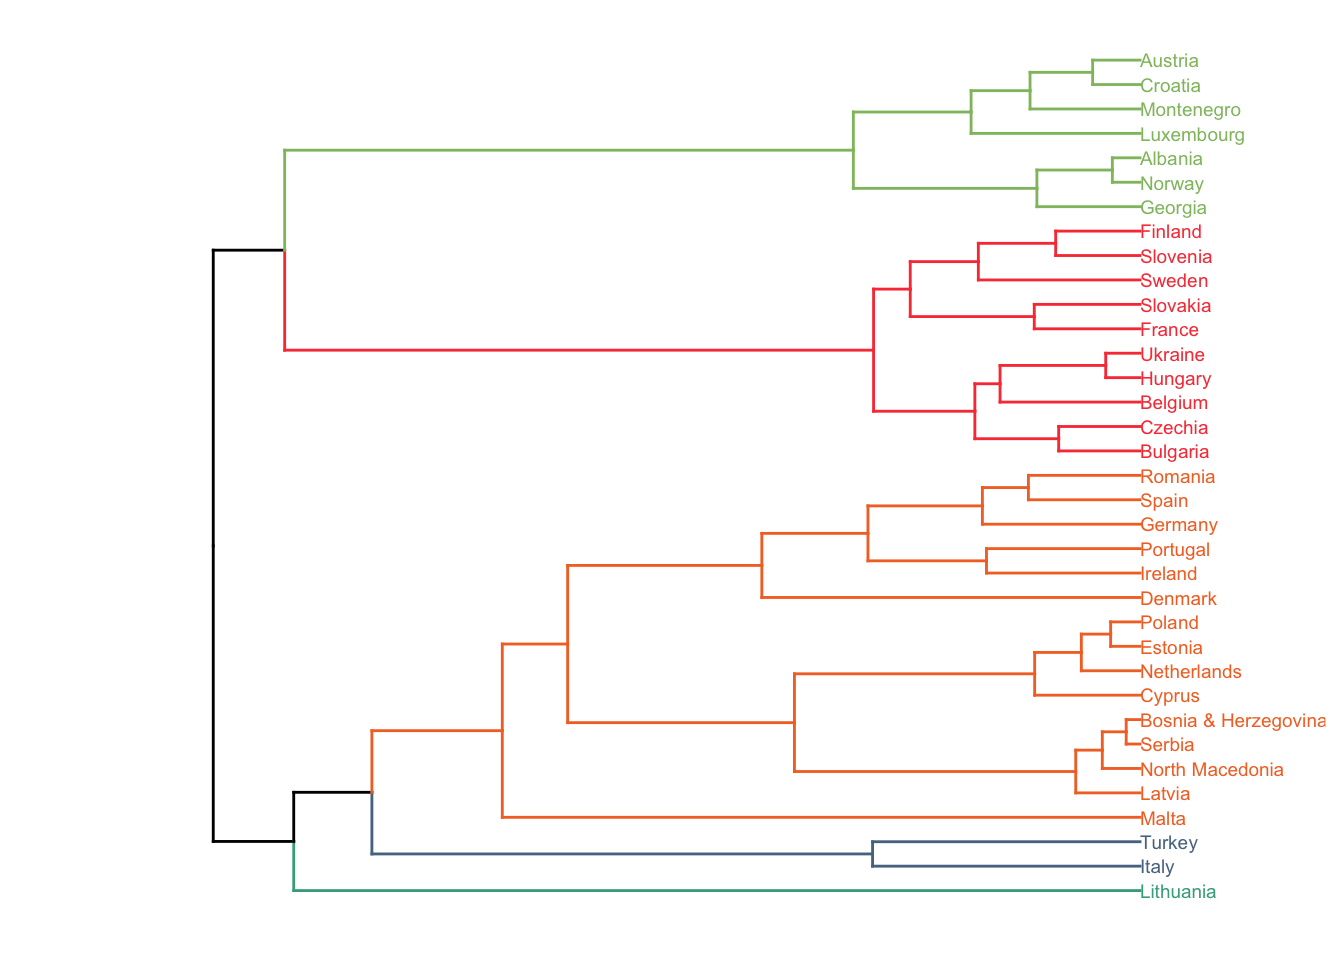 Austria
Croatia
Montenegro
Luxembourg
Albania
Norway
Georgia
Finland
Slovenia
Sweden
Slovakia
France
Ukraine
Hungary
Belgium
Czechia
Bulgaria
Romania
Spain
Germany
Portugal
Ireland
Denmark
Poland
Estonia
Netherlands
Cyprus
Bosnia & Herzegovina
Serbia
North Macedonia
Latvia
Malta
Turkey
Italy
Lithuania